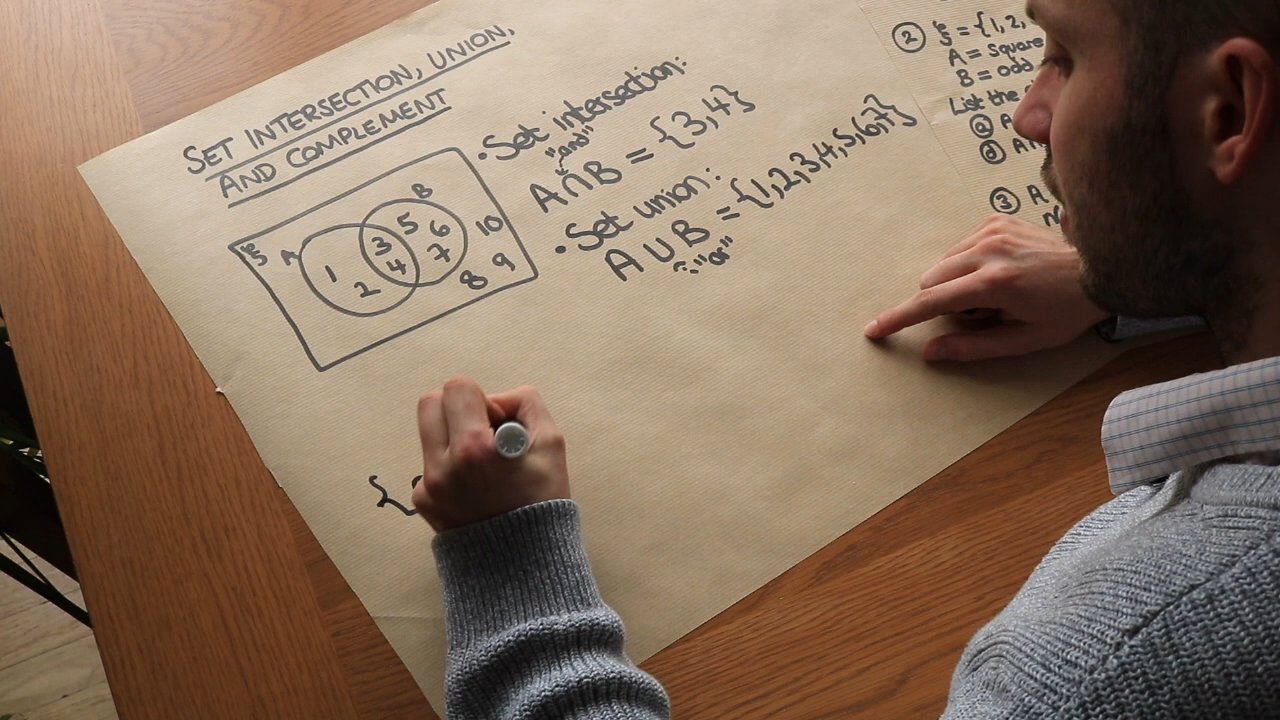 SET INTERSECTION, UNION,
AND COMPLEMENT
ξ
A
B
1
2
3
4
5
6
7
8
9
10
• Set intersection:
"and"
A∩B = {3,4}
• Set union:
A∪B = {1,2,3,4,5,6,7}
"or"
{
② ξ = {1, 2,
A = square
B = odd
List the
ⓐ A
ⓓ A∩
③ A